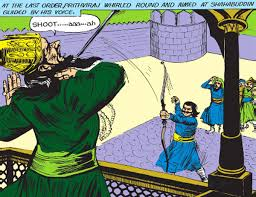 AT THE LAST ORDER, PRITHVIRAJ WHIRLED ROUND AND AIMED AT SHAHABUDDIN
GUIDED BY HIS VOICE.
SHOOT......aaa...ah